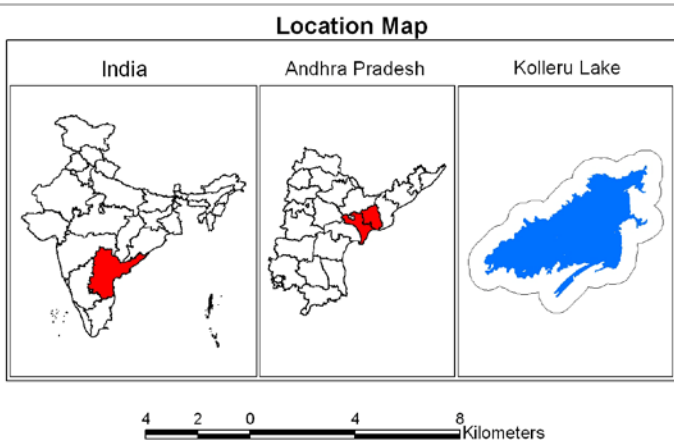 Location Map
India
Andhra Pradesh
Kolleru Lake
4 2 0 4 8
Kilometers